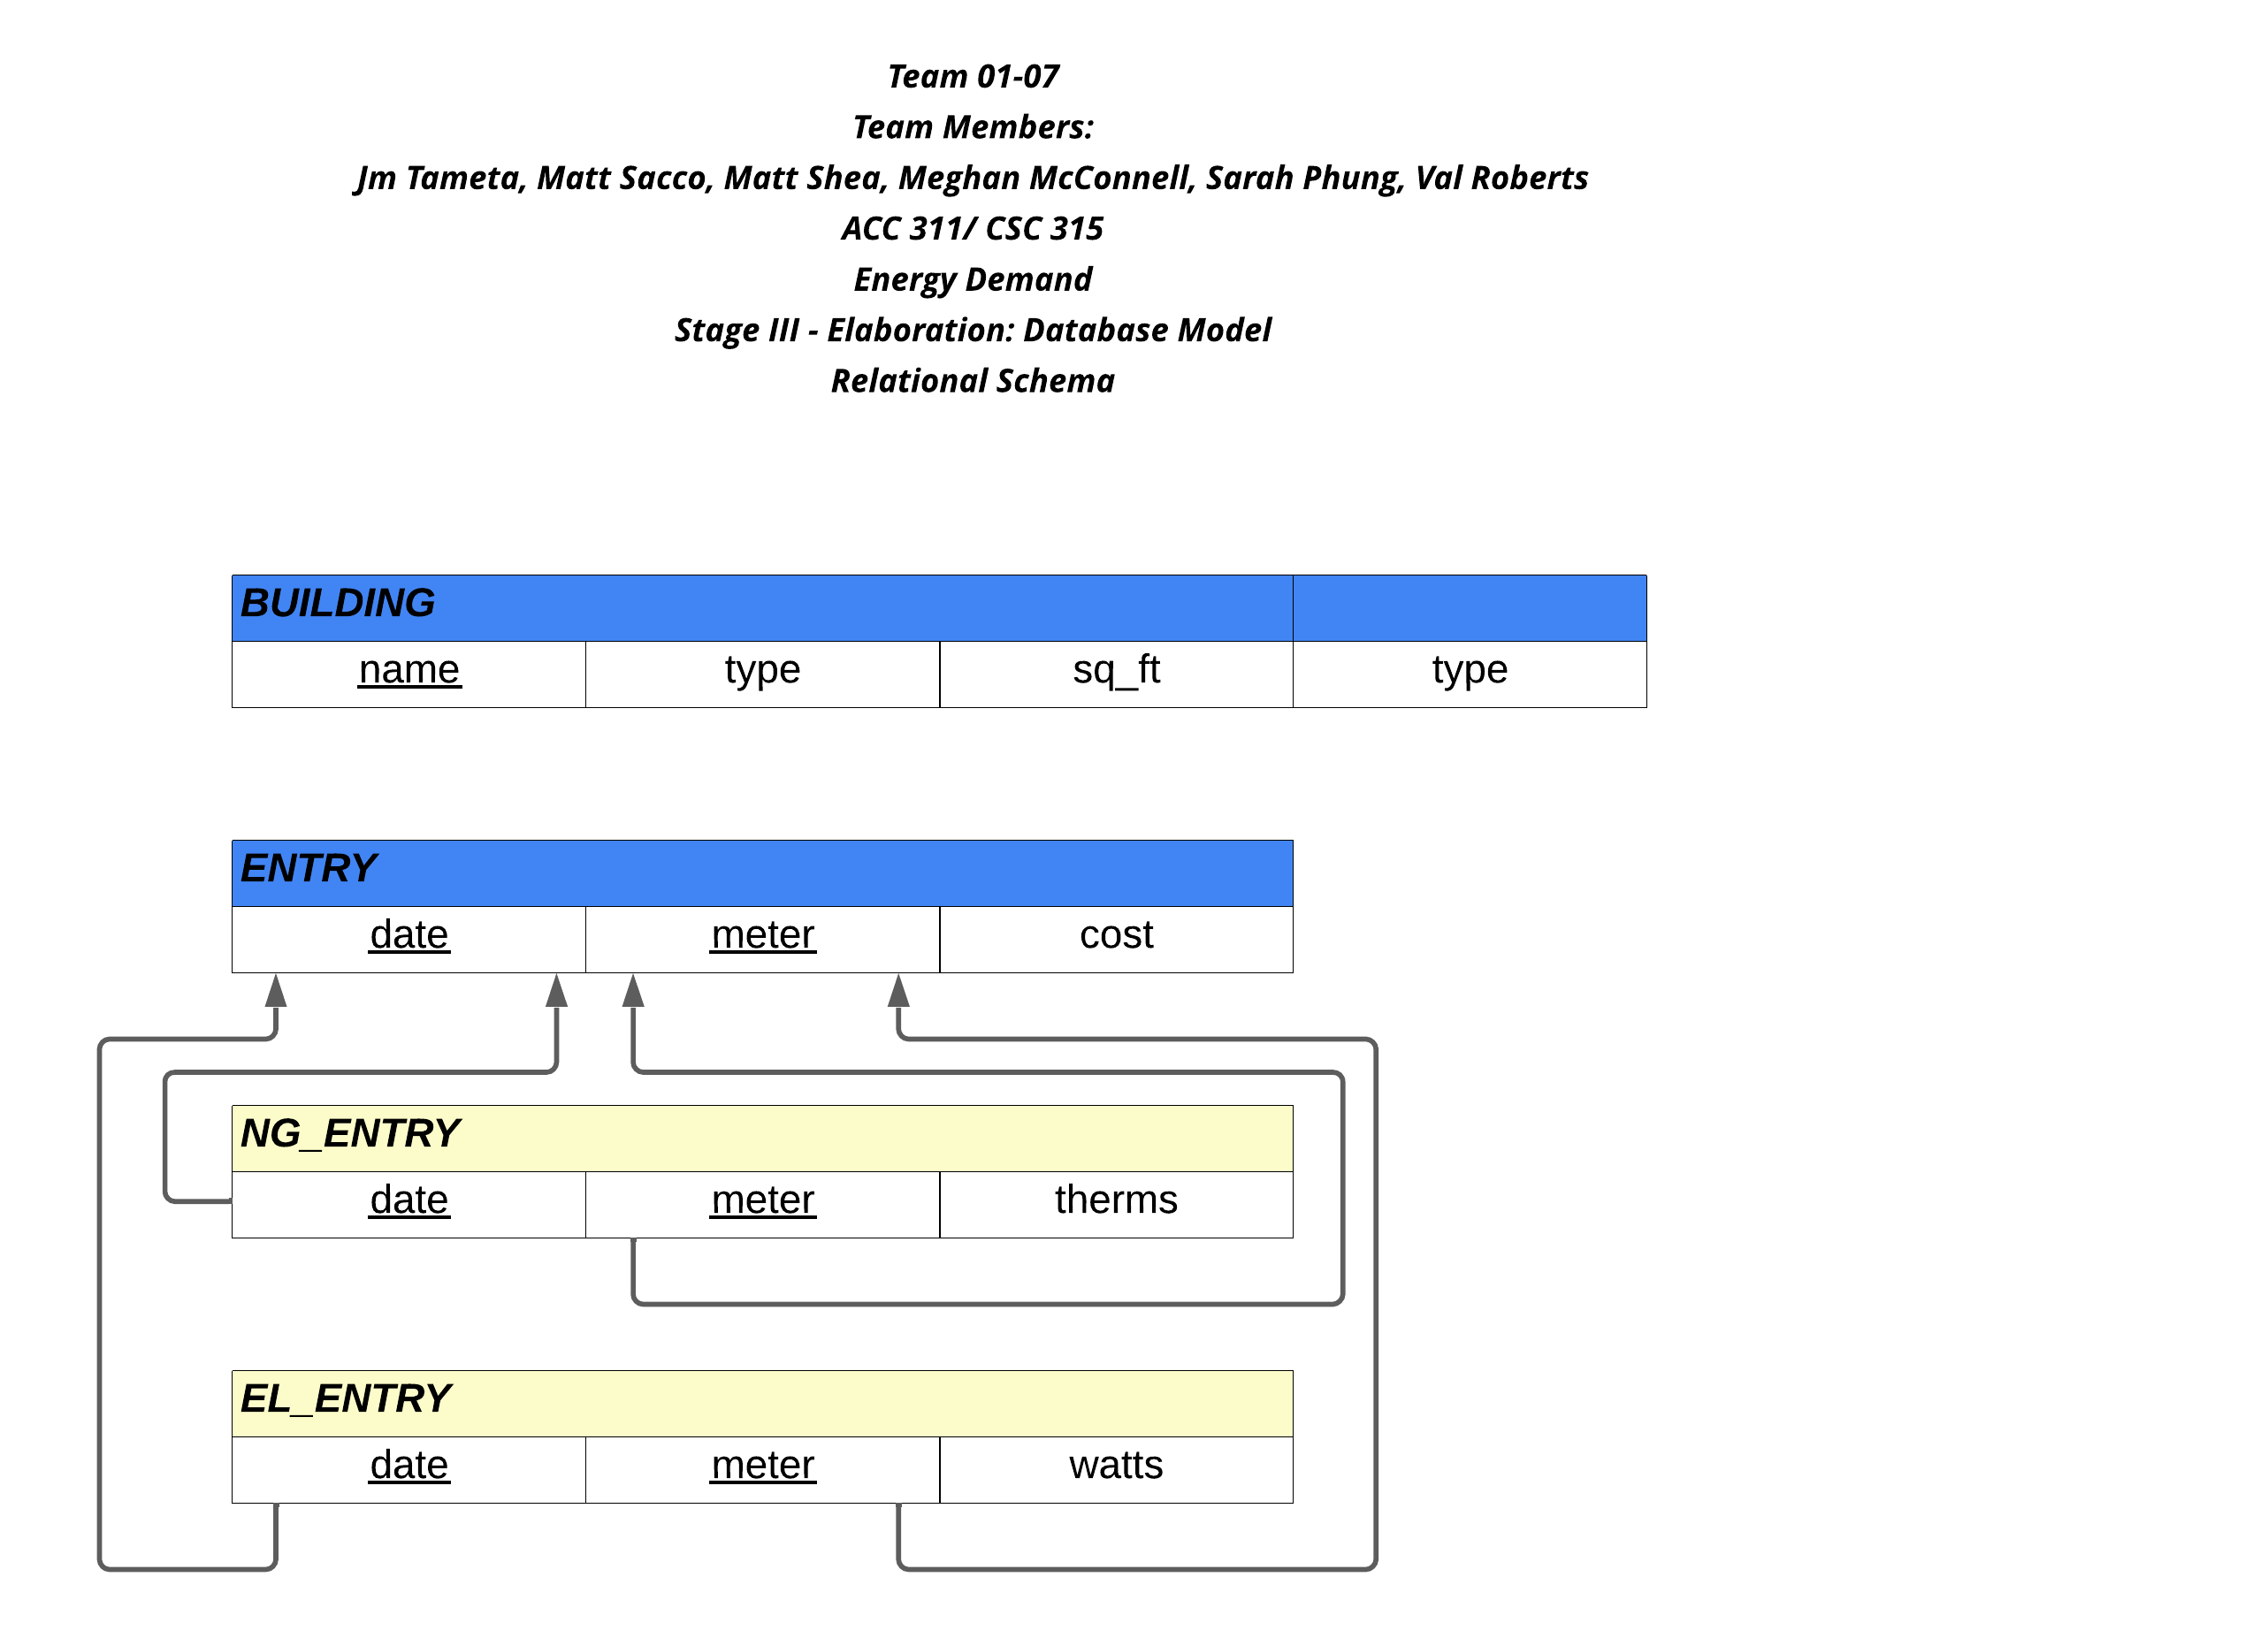 Team 01-07
Team Members:
Jm Tameta, Matt Sacco, Matt Shea, Meghan McConnell, Sarah Phung, Val Roberts
ACC 311/ CSC 315
Energy Demand
Stage III - Elaboration: Database Model
Relational Schema
BUILDING
name type sq_ft type
ENTRY
date meter cost
NG_ENTRY
date meter therms
EL_ENTRY
date meter watts